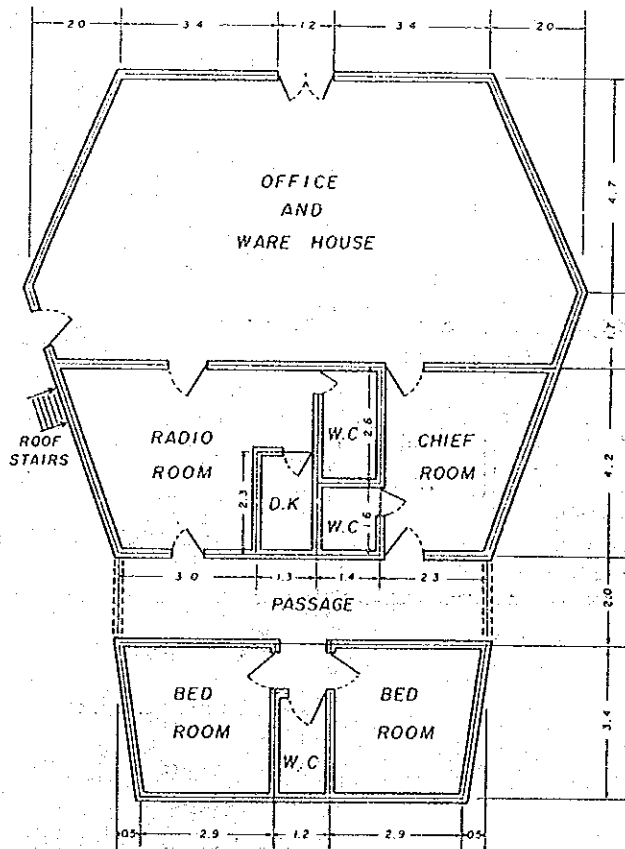 20 3.4 1.2 3.4 20
OFFICE
AND
WARE HOUSE
4.7
1.7
ROOF
STAIRS
RADIO
ROOM
W.C
2.6
CHIEF
ROOM
4.2
2.3
D.K
W.C
1.6
3.0 1.3 1.4 2.3
PASSAGE
2.0
BED
ROOM
W.C
BED
ROOM
3.4
0.5 2.9 1.2 2.9 0.5